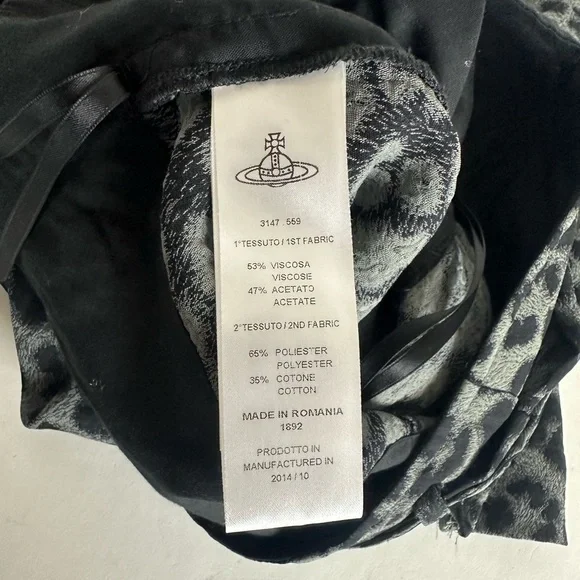 3147 . 559
1°TESSUTO / 1ST FABRIC
53% VISCOSA
VISCOSE
47% ACETATO
ACETATE
2°TESSUTO / 2ND FABRIC
65% POLIESTER
POLYESTER
35% COTONE
COTTON
MADE IN ROMANIA
1892
PRODOTTO IN
MANUFACTURED IN
2014 / 10